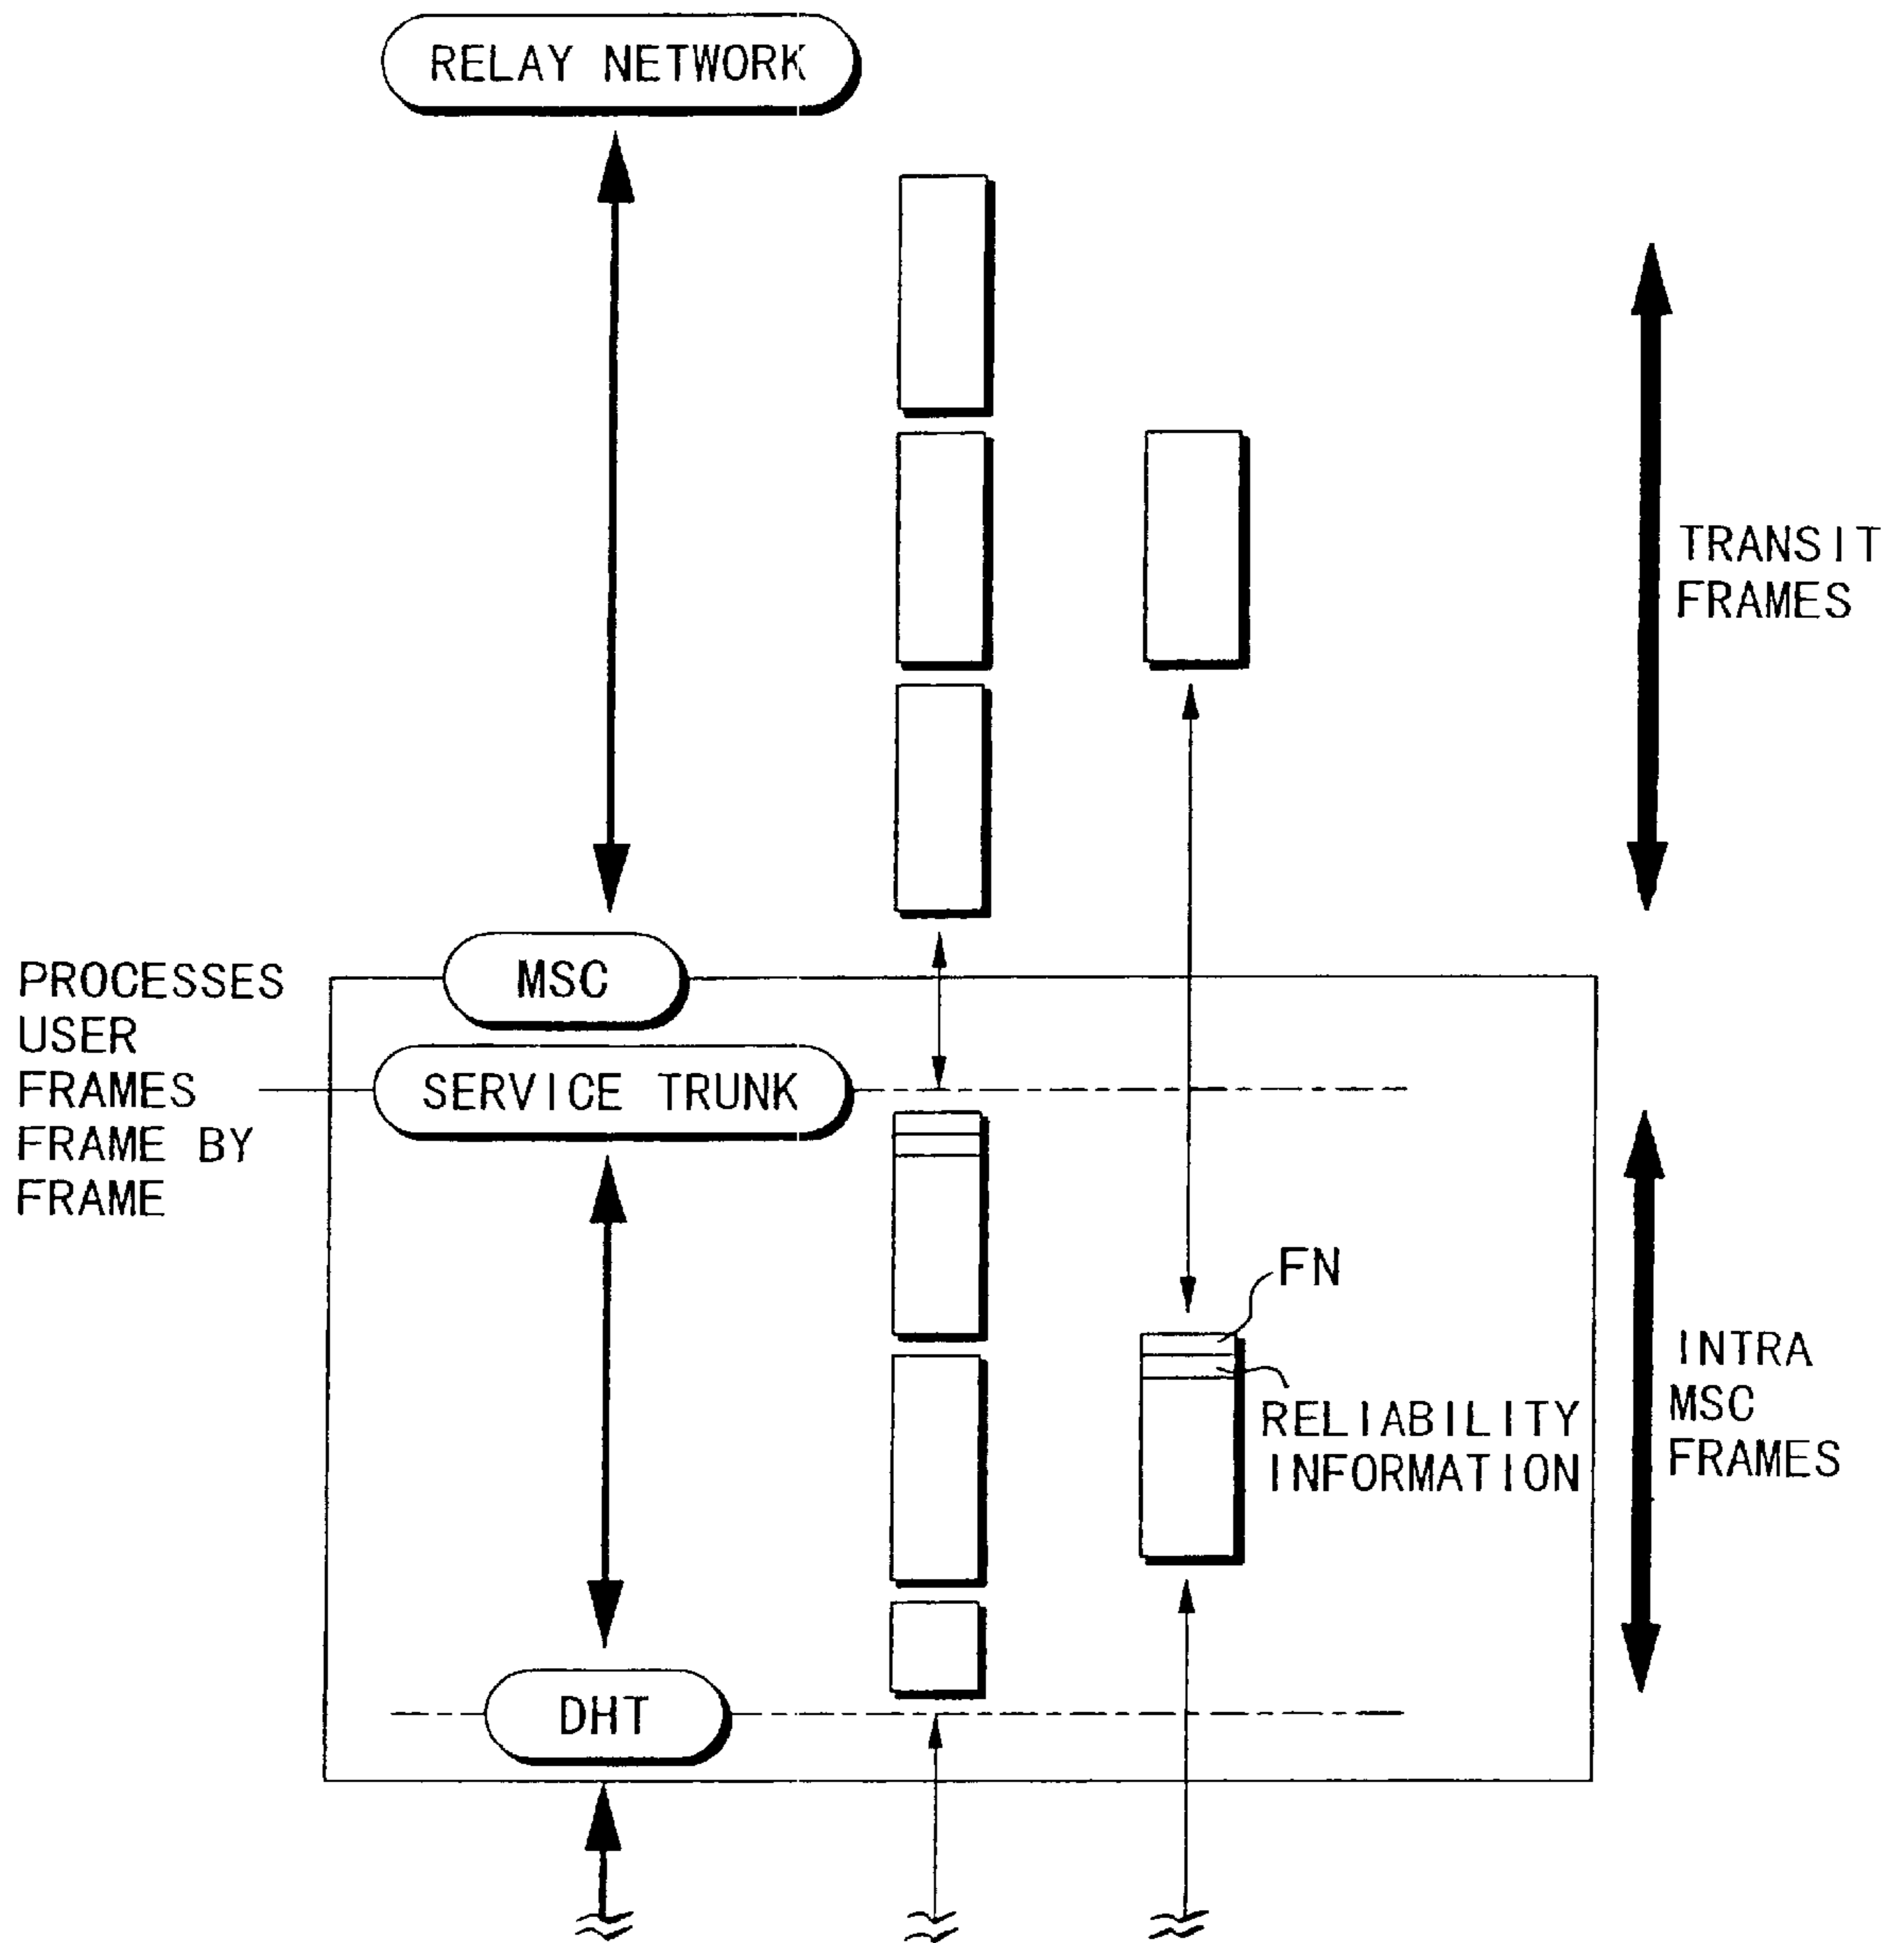 RELAY NETWORK
TRANSIT
FRAMES
MSC
PROCESSES
USER
FRAMES
FRAME BY
FRAME
SERVICE TRUNK
FN
RELIABILITY
INFORMATION
INTRA
MSC
FRAMES
DHT